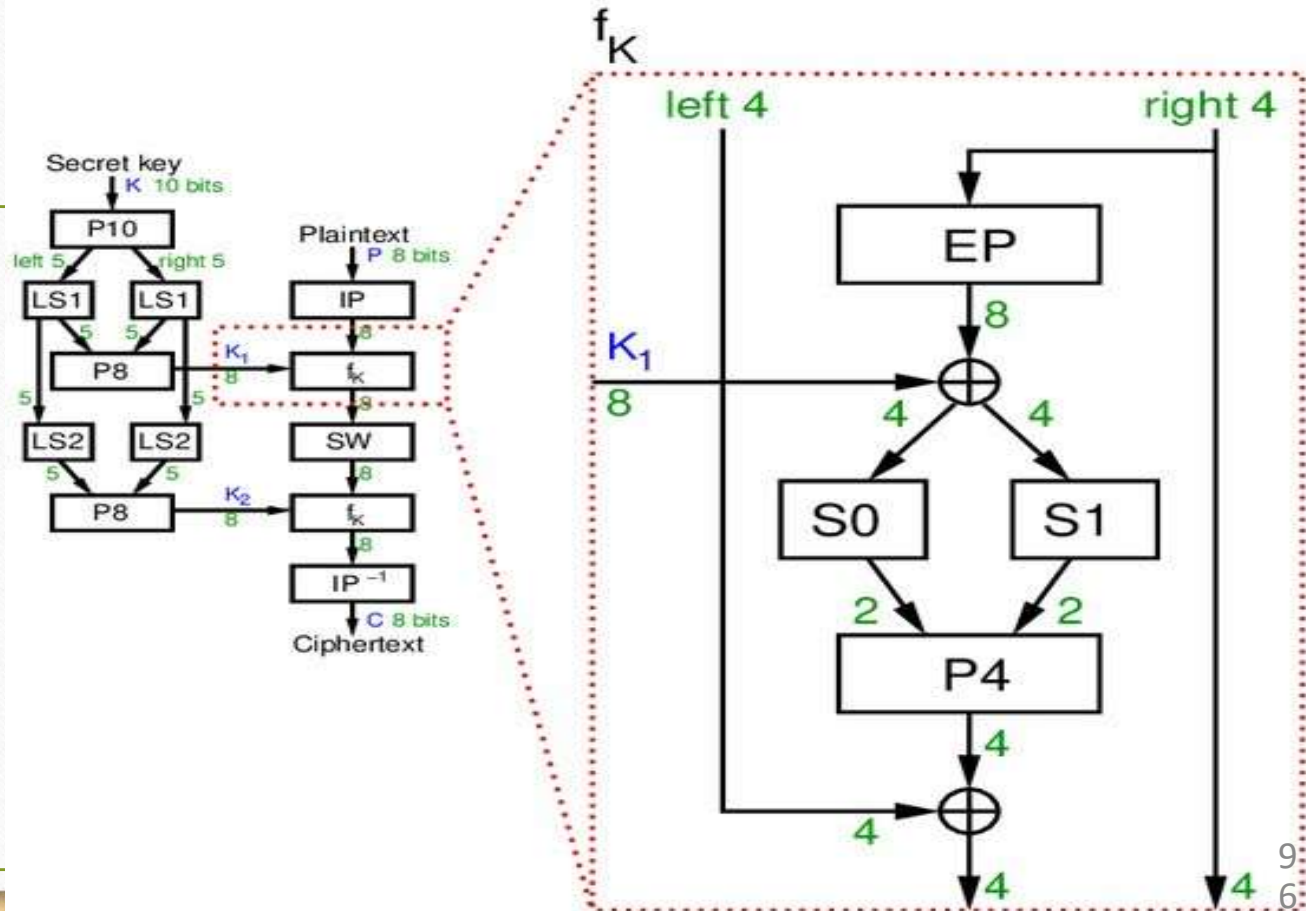 Secret key
K 10 bits
P10
left 5
right 5
LS1
LS1
5
5
P8
K1
8
5
5
LS2
LS2
5
5
P8
K2
8
Plaintext
P 8 bits
IP
8
fK
8
SW
8
fK
8
IP −1
C 8 bits
Ciphertext
fK
left 4
right 4
EP
8
K1
8
4
4
S0
S1
2
2
P4
4
4
4
4
9
6